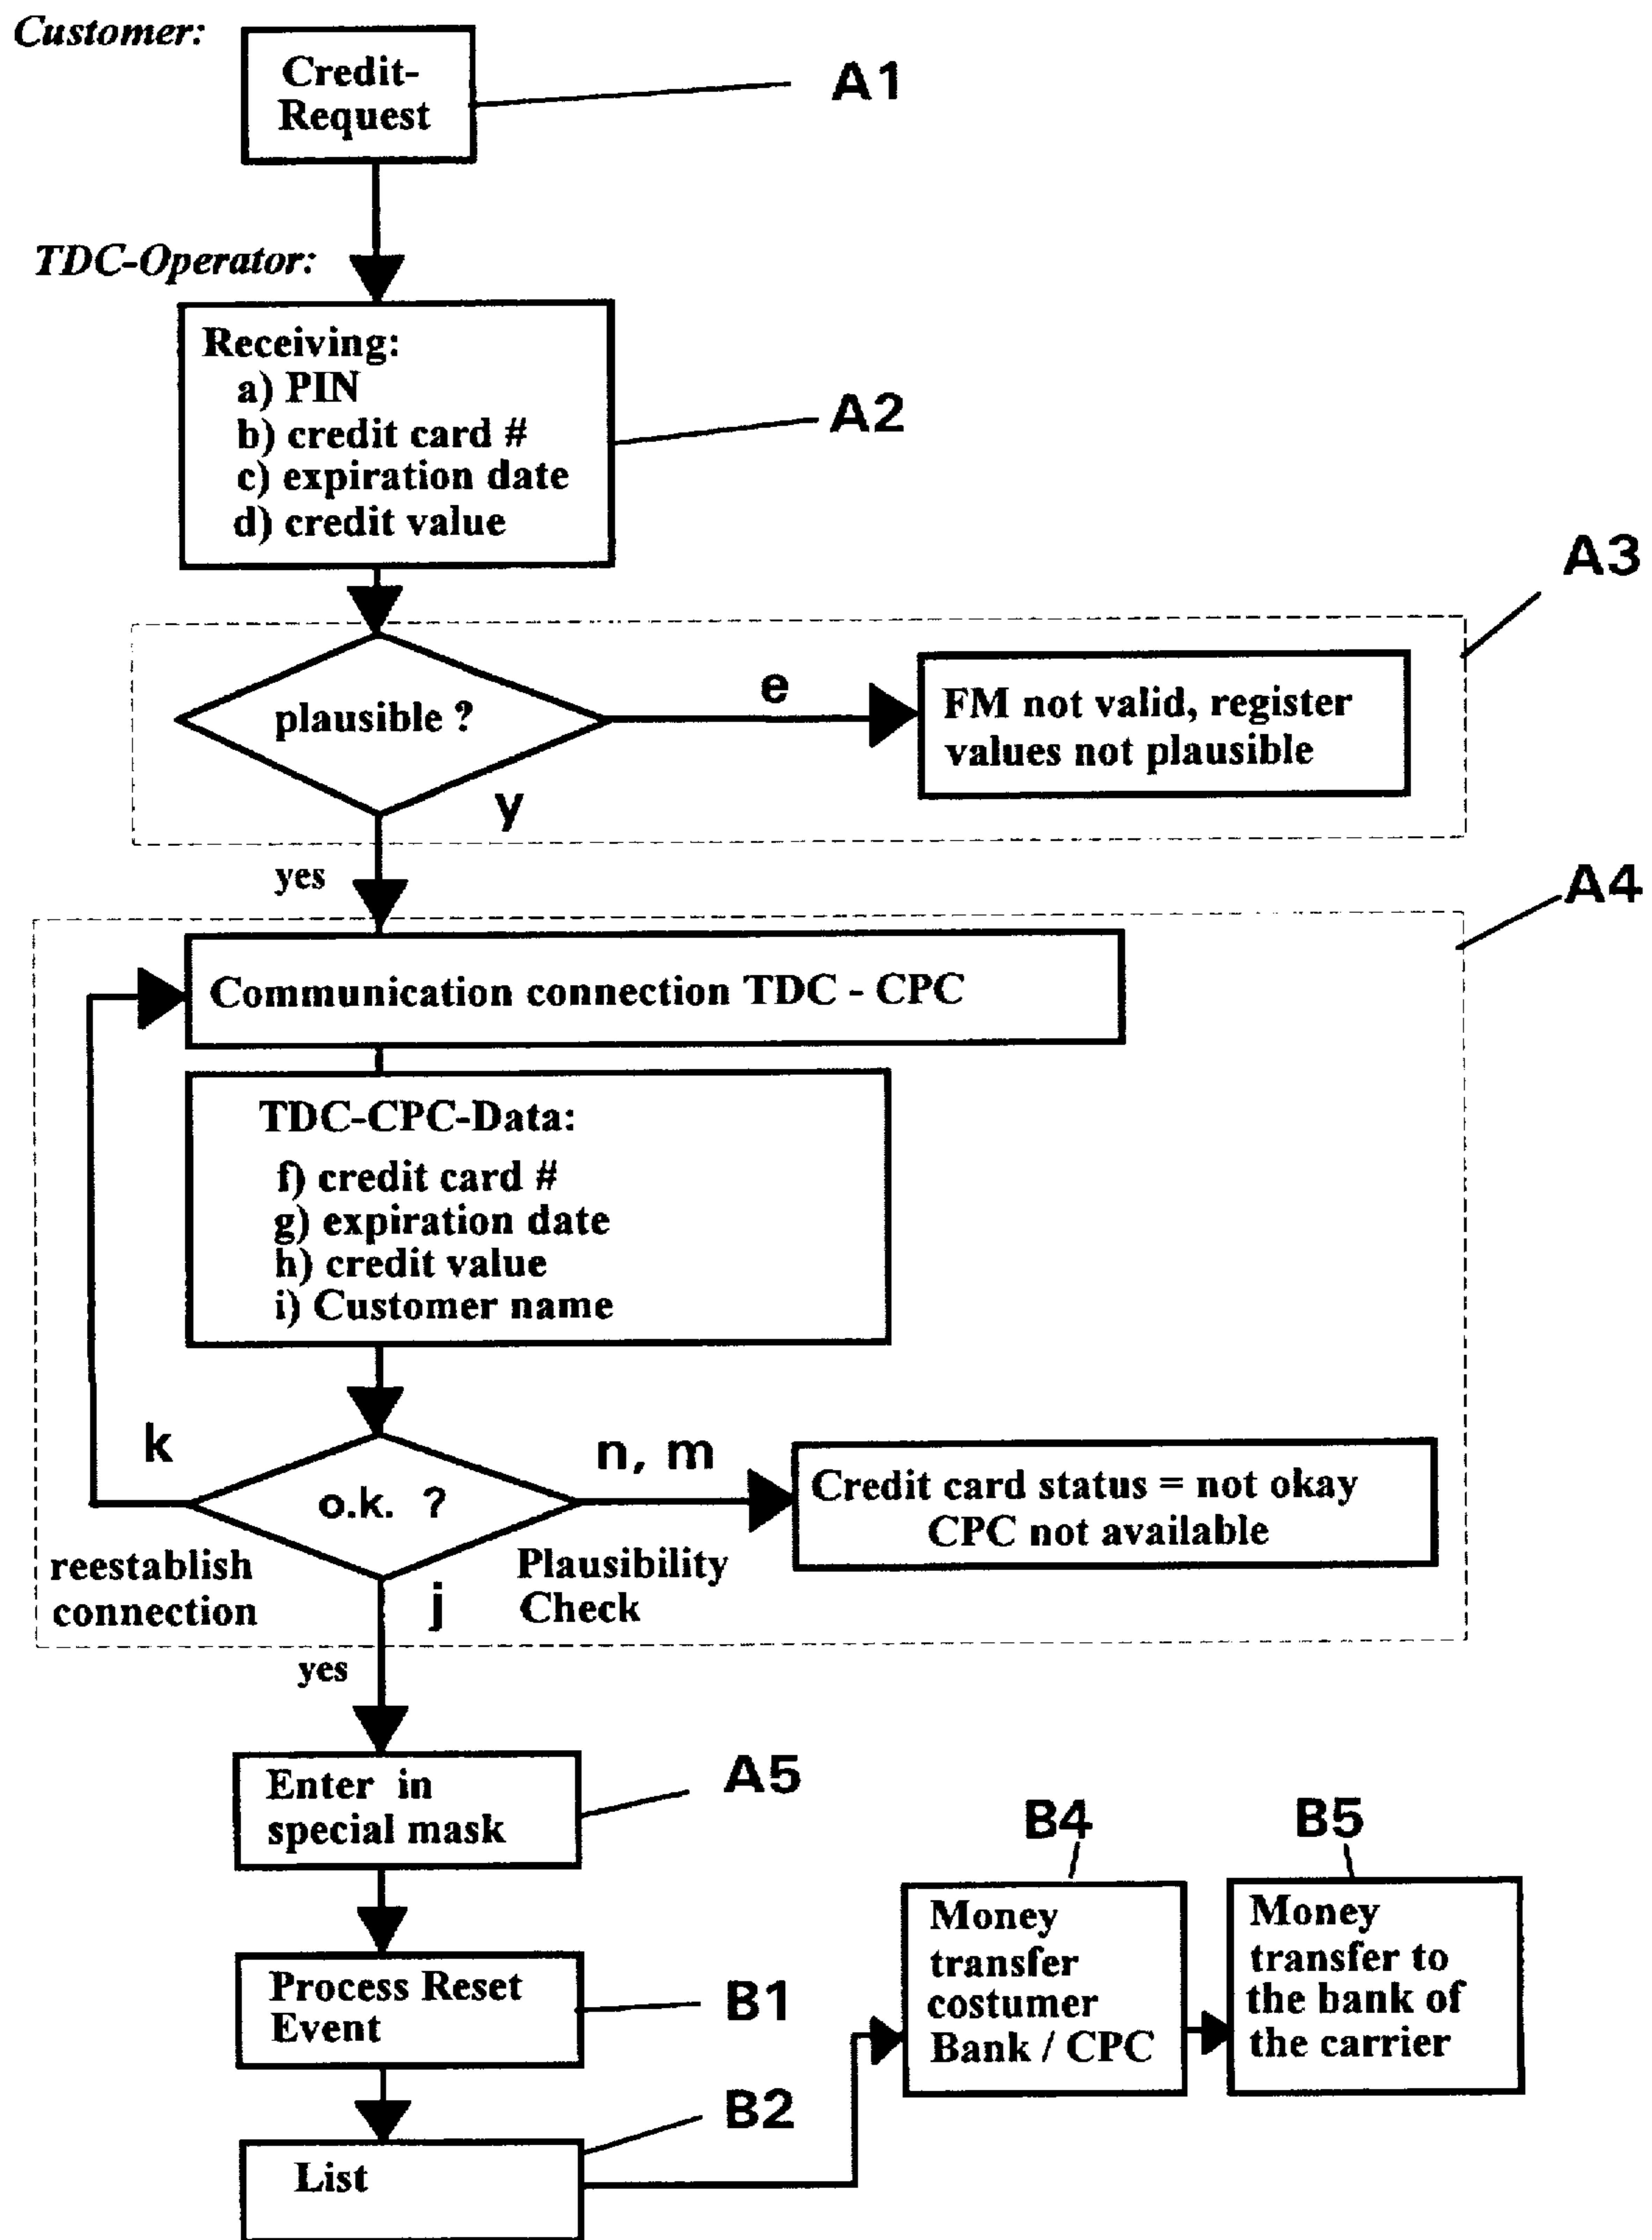 Customer:
Credit-
Request
A1
TDC-Operator:
Receiving:
a) PIN
b) credit card #
c) expiration date
d) credit value
A2
A3
plausible ?
e
FM not valid, register
values not plausible
y
yes
A4
Communication connection TDC - CPC
TDC-CPC-Data:
f) credit card #
g) expiration date
h) credit value
i) Customer name
k
o.k. ?
n, m
Credit card status = not okay
CPC not available
reestablish
connection
j
Plausibility
Check
yes
Enter in
special mask
A5
Process Reset
Event
B1
List
B2
B4
Money
transfer
costumer
Bank / CPC
B5
Money
transfer to
the bank of
the carrier